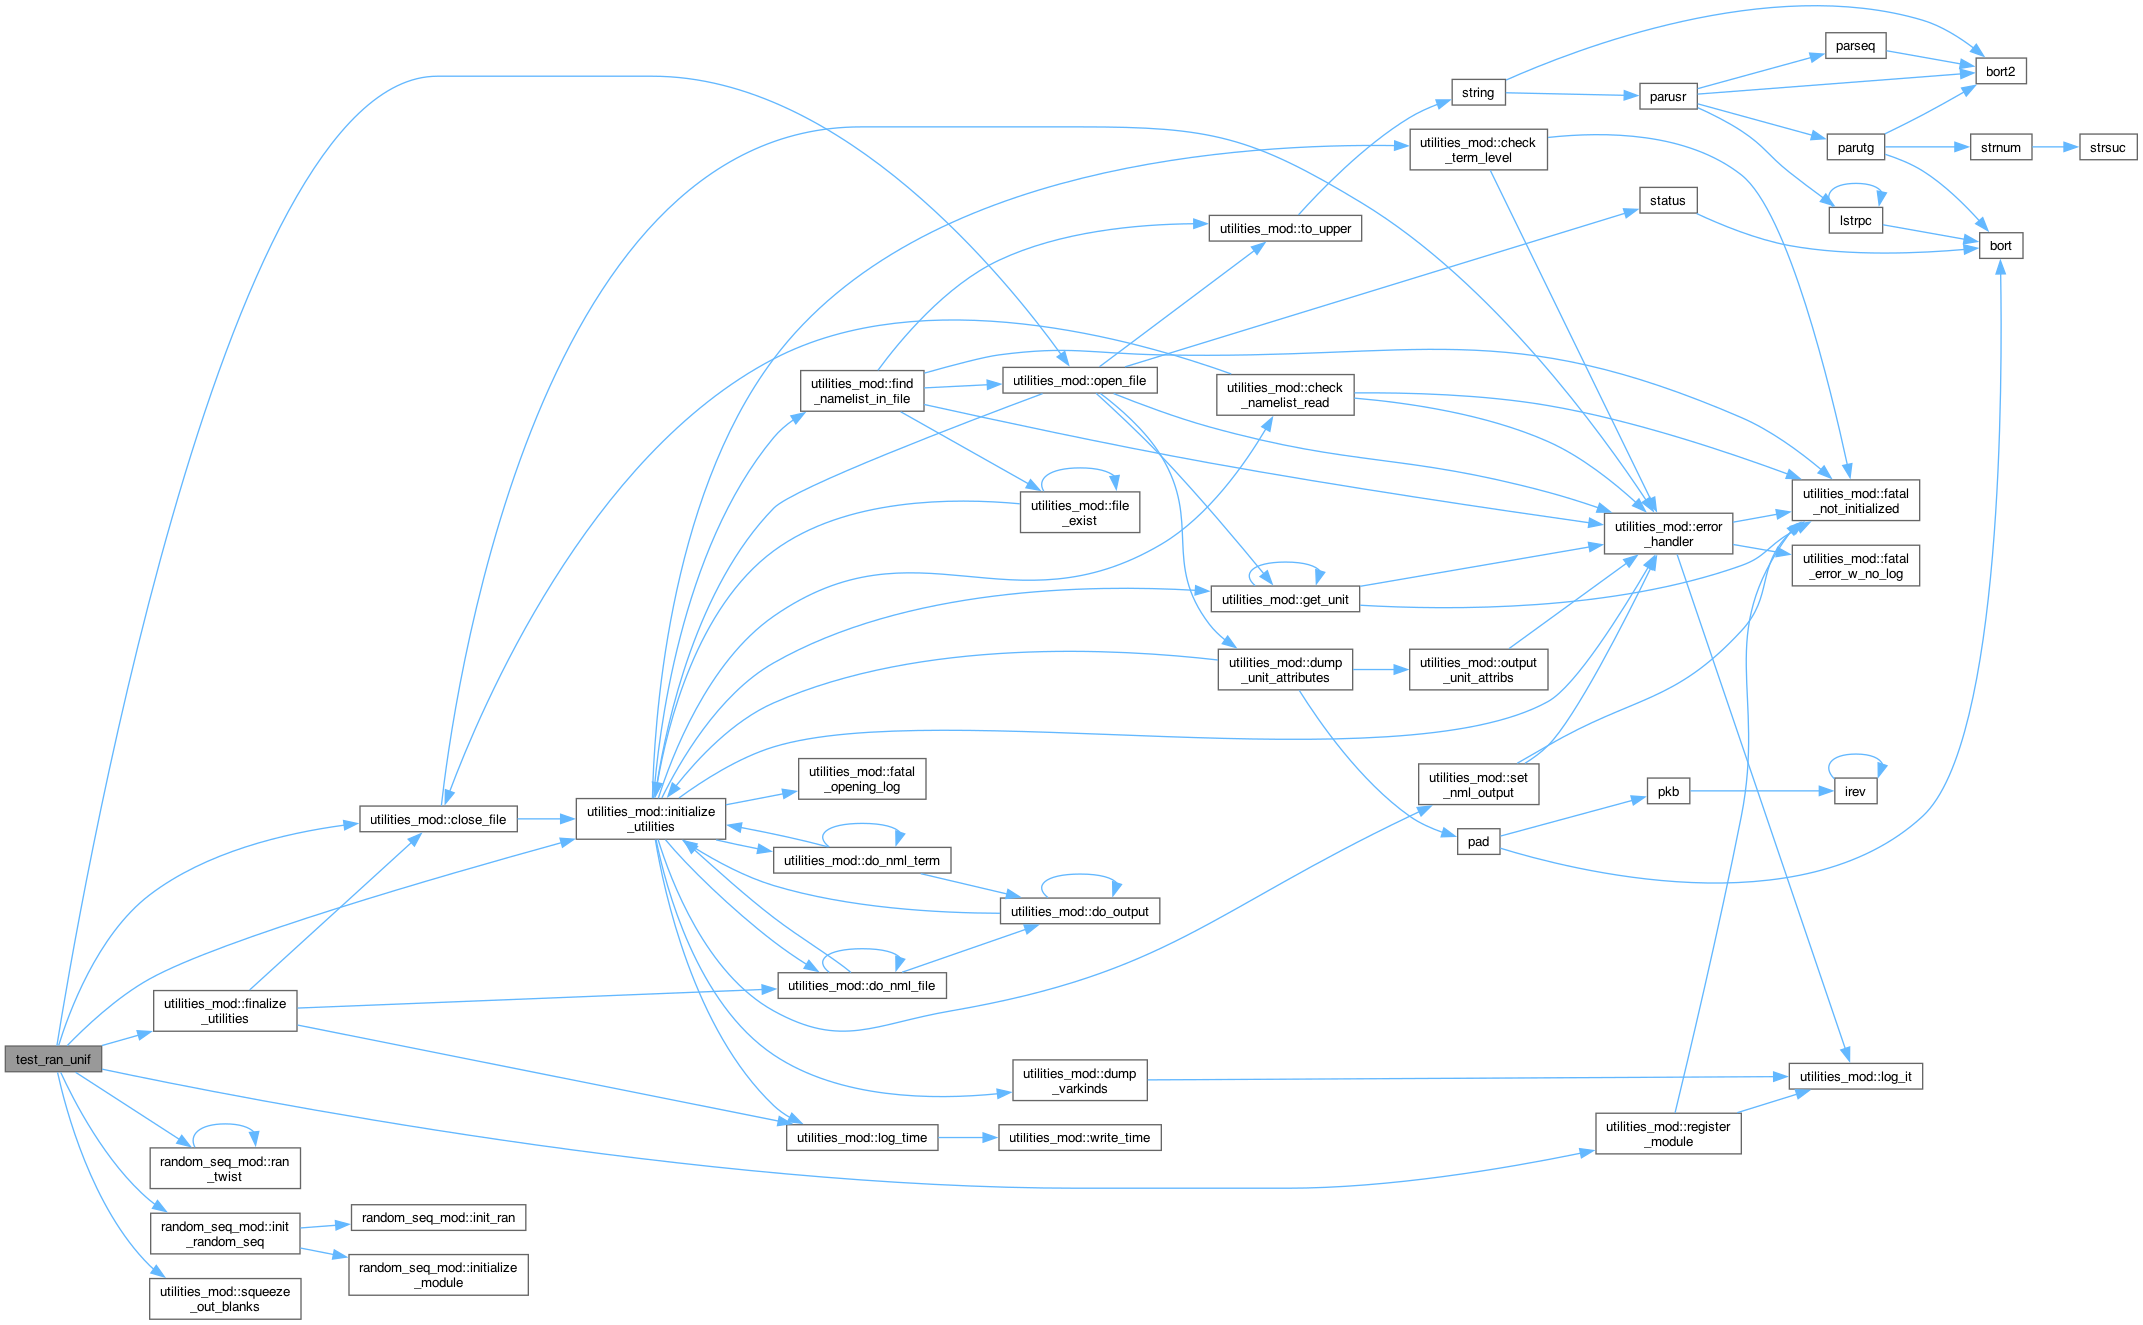 parseq
bort2
string
parusr
utilities_mod::check
_term_level
parutg
strnum
strsuc
status
lstrpc
utilities_mod::to_upper
bort
utilities_mod::find
_namelist_in_file
utilities_mod::open_file
utilities_mod::check
_namelist_read
utilities_mod::file
_exist
utilities_mod::fatal
_not_initialized
utilities_mod::error
_handler
utilities_mod::fatal
_error_w_no_log
utilities_mod::get_unit
utilities_mod::dump
_unit_attributes
utilities_mod::output
_unit_attribs
utilities_mod::fatal
_opening_log
utilities_mod::set
_nml_output
pkb
irev
utilities_mod::close_file
utilities_mod::initialize
_utilities
pad
utilities_mod::do_nml_term
utilities_mod::do_output
utilities_mod::do_nml_file
utilities_mod::finalize
_utilities
test_ran_unif
utilities_mod::dump
_varkinds
utilities_mod::log_it
utilities_mod::log_time
utilities_mod::write_time
utilities_mod::register
_module
random_seq_mod::ran
_twist
random_seq_mod::init
_random_seq
random_seq_mod::init_ran
random_seq_mod::initialize
_module
utilities_mod::squeeze
_out_blanks